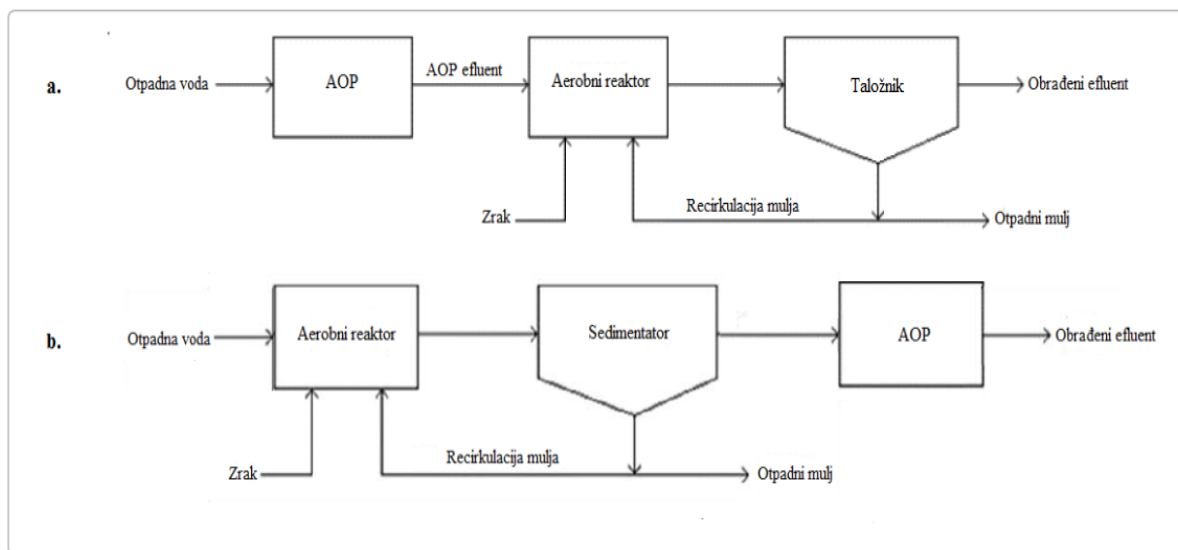 a.
Otpadna voda
AOP
AOP efluent
Aerobni reaktor
Taložnik
Obrađeni efluent
Zrak
Recirkulacija mulja
Otpadni mulj
b.
Otpadna voda
Aerobni reaktor
Sedimentator
AOP
Obrađeni efluent
Zrak
Recirkulacija mulja
Otpadni mulj